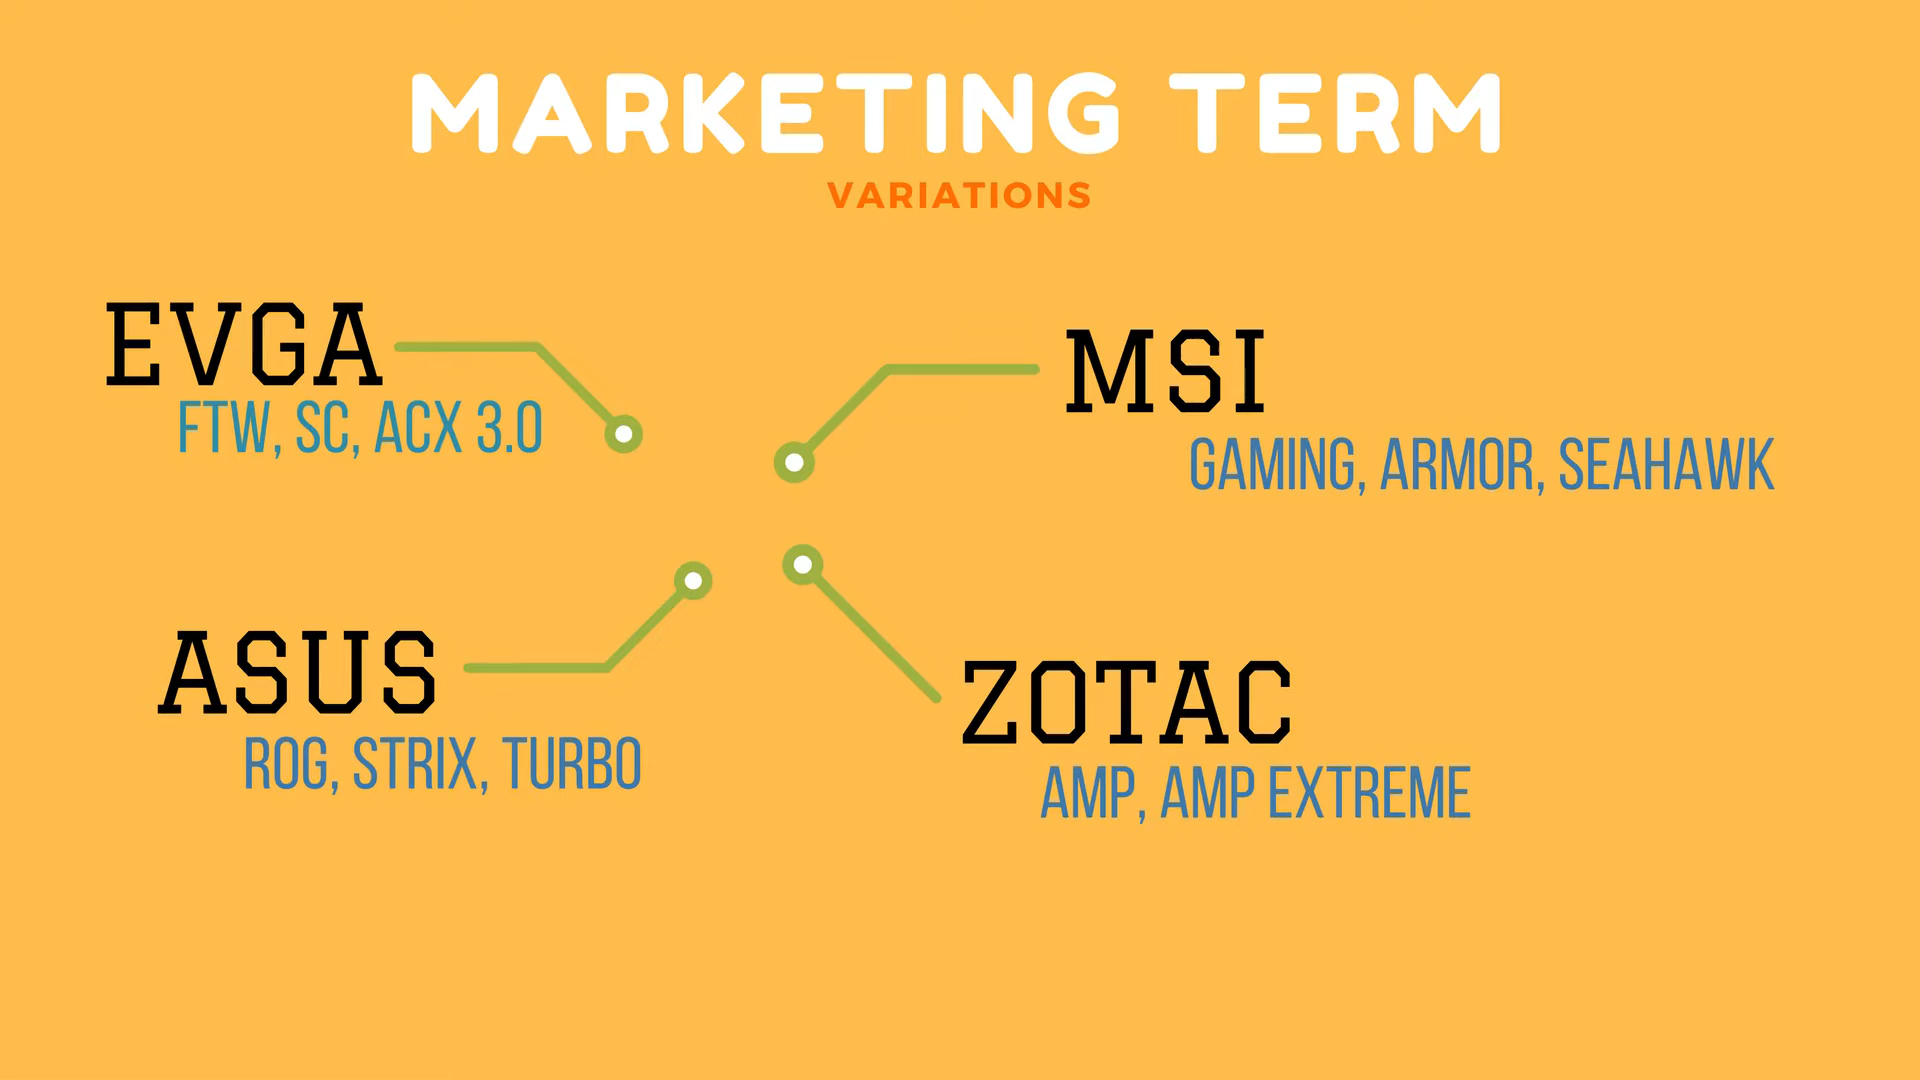 MARKETING TERM
VARIATIONS
EVGA
FTW, SC, ACX 3.0
MSI
GAMING, ARMOR, SEAHAWK
ASUS
ROG, STRIX, TURBO
ZOTAC
AMP, AMP EXTREME